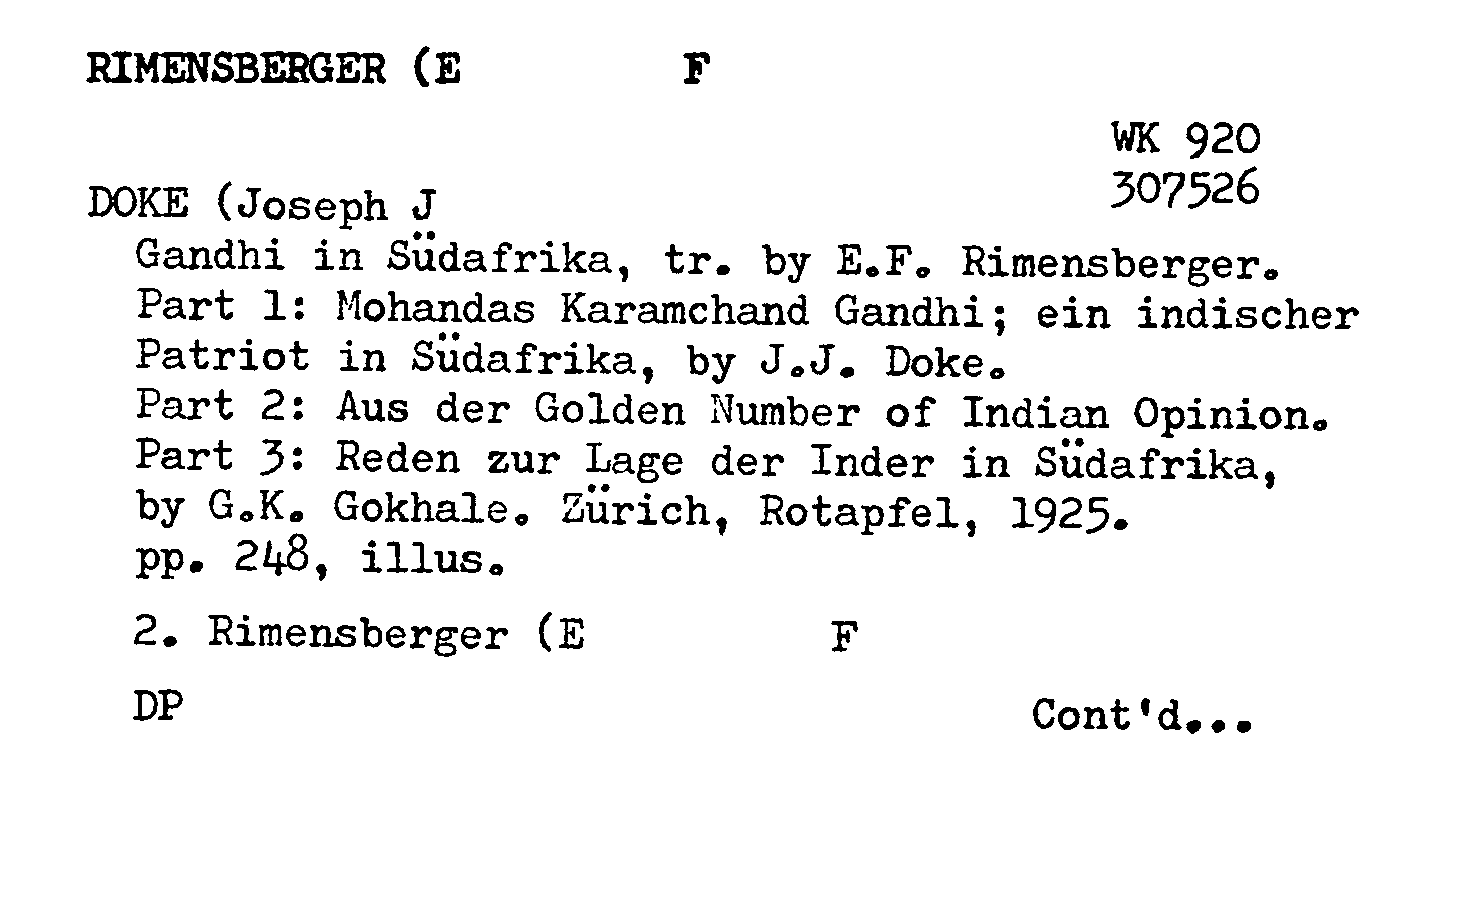 RIMENSBERGER (E F
WK 920
307526
DOKE (Joseph J
Gandhi in Südafrika, tr. by E.F. Rimensberger.
Part 1: Mohandas Karamchand Gandhi; ein indischer
Patriot in Südafrika, by J.J. Doke.
Part 2: Aus der Golden Number of Indian Opinion.
Part 3: Reden zur Lage der Inder in Südafrika,
by G.K. Gokhale. Zürich, Rotapfel, 1925.
pp. 248, illus.
2. Rimensberger (E F
DP
Cont'd...